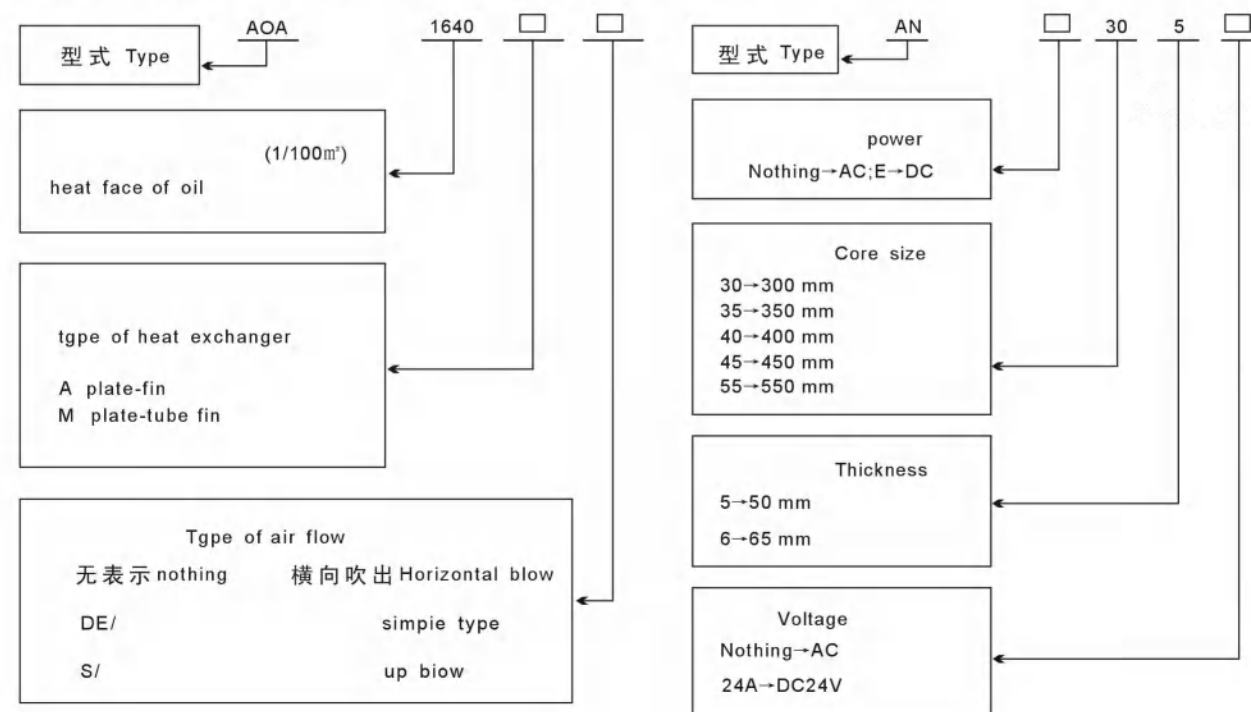 AOA 1640 □ □
型式 Type
(1/100㎡)
heat face of oil
tgpe of heat exchanger
A plate-fin
M plate-tube fin
Tgpe of air flow
无表示 nothing 横向吹出 Horizontal blow
DE/ simpie type
S/ up biow
AN □ 30 5 □
型式 Type
power
Nothing→AC;E→DC
Core size
30→300 mm
35→350 mm
40→400 mm
45→450 mm
55→550 mm
Thickness
5→50 mm
6→65 mm
Voltage
Nothing→AC
24A→DC24V